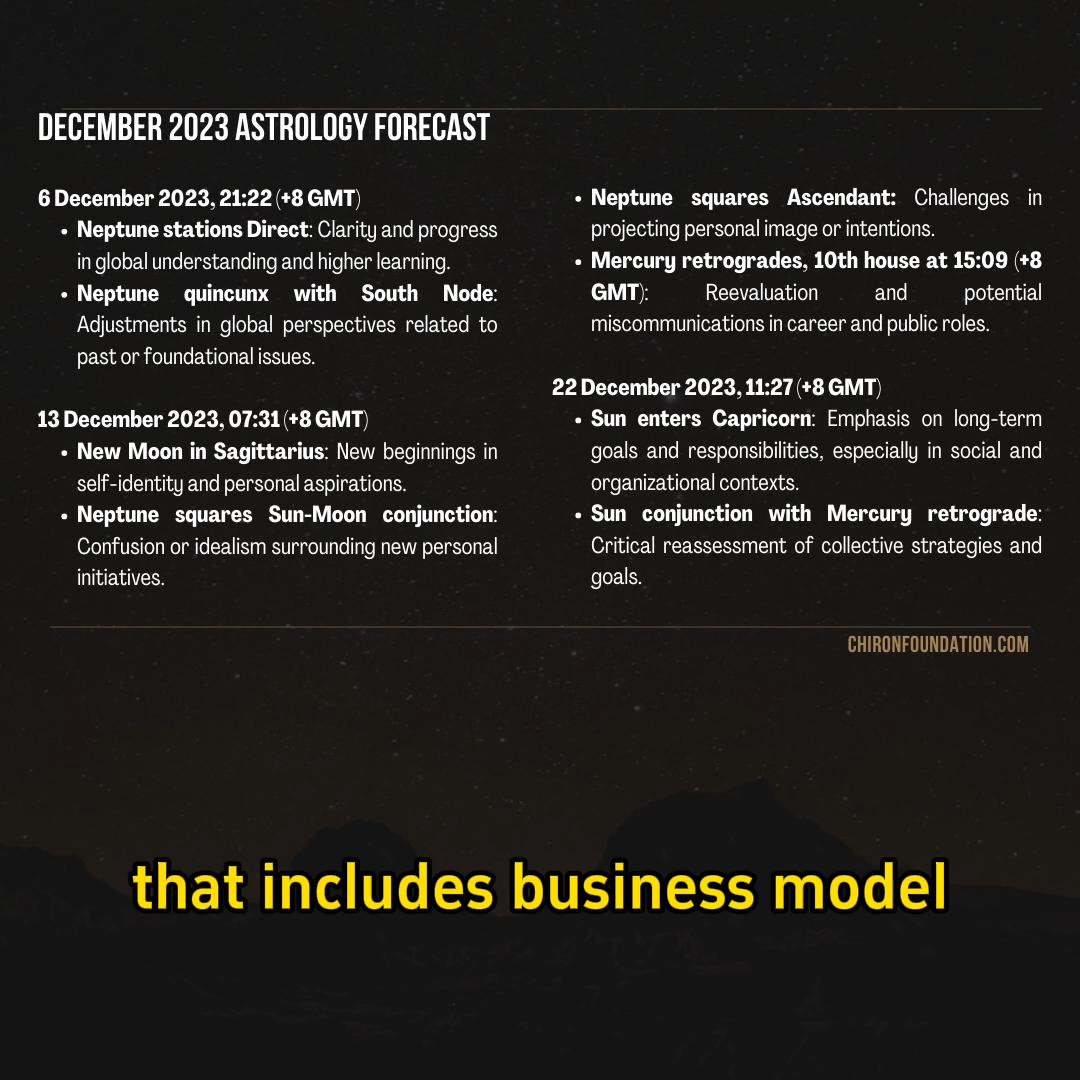 DECEMBER 2023 ASTROLOGY FORECAST
6 December 2023, 21:22 (+8 GMT)
• Neptune stations Direct: Clarity and progress
in global understanding and higher learning.
• Neptune quincunx with South Node:
Adjustments in global perspectives related to
past or foundational issues.
13 December 2023, 07:31 (+8 GMT)
• New Moon in Sagittarius: New beginnings in
self-identity and personal aspirations.
• Neptune squares Sun-Moon conjunction:
Confusion or idealism surrounding new personal
initiatives.
• Neptune squares Ascendant: Challenges in
projecting personal image or intentions.
• Mercury retrogrades, 10th house at 15:09 (+8
GMT): Reevaluation and potential
miscommunications in career and public roles.
22 December 2023, 11:27 (+8 GMT)
• Sun enters Capricorn: Emphasis on long-term
goals and responsibilities, especially in social and
organizational contexts.
• Sun conjunction with Mercury retrograde:
Critical reassessment of collective strategies and
goals.
CHIRONFOUNDATION.COM
that includes business model